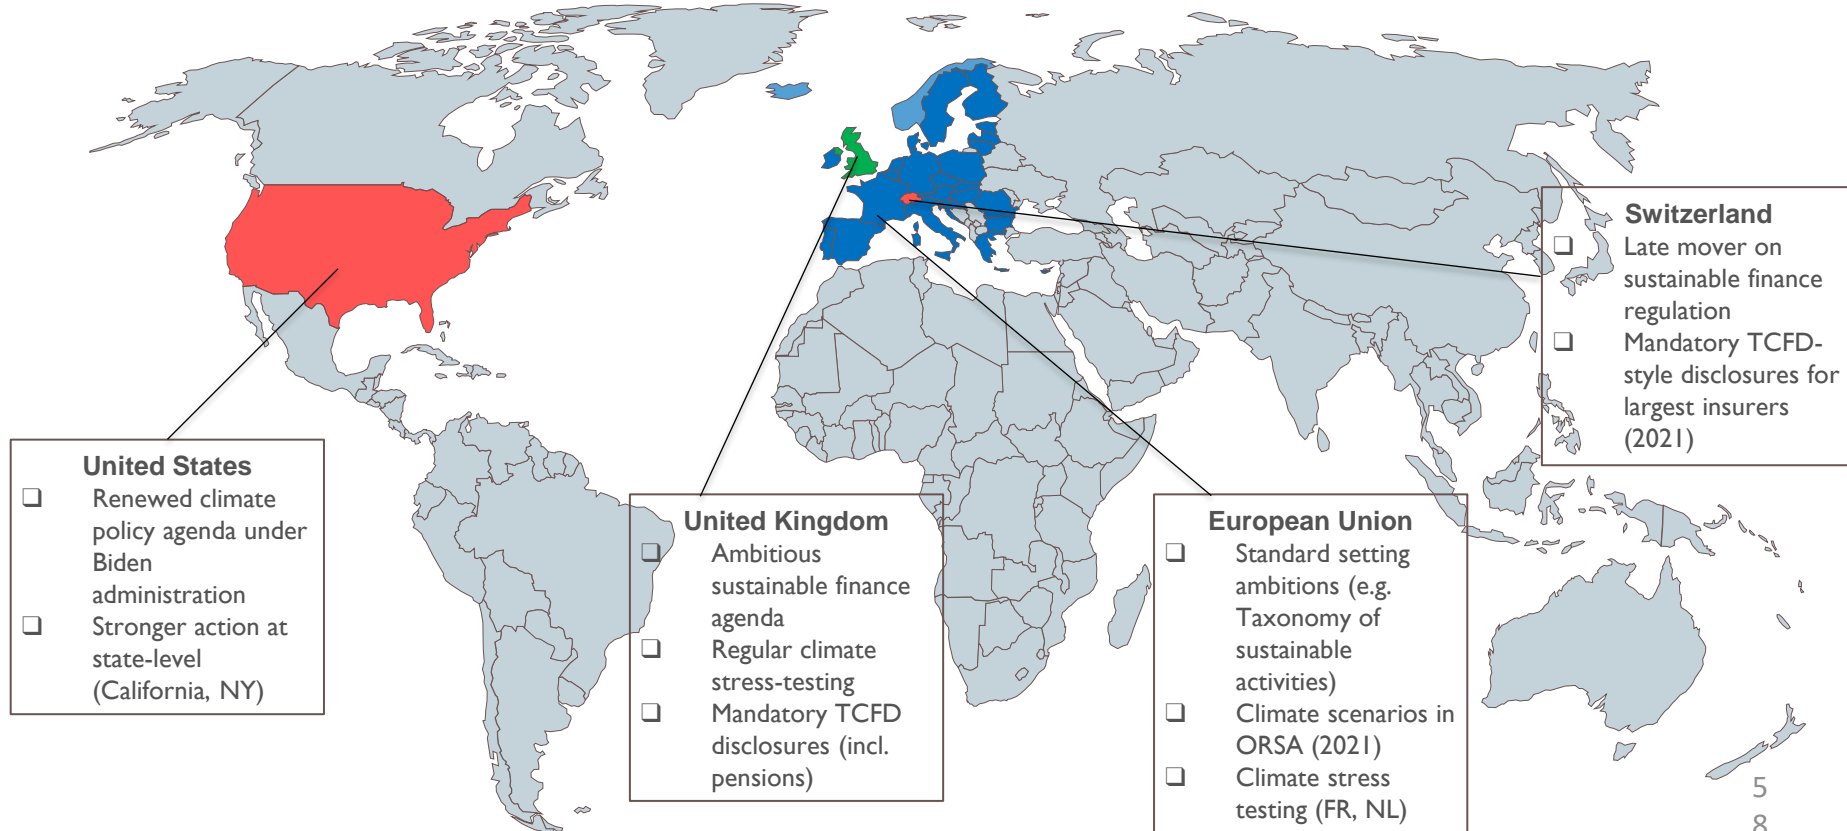 Switzerland
❑ Late mover on
sustainable finance
regulation
❑ Mandatory TCFD-
style disclosures for
largest insurers
(2021)
United States
❑ Renewed climate
policy agenda under
Biden
administration
❑ Stronger action at
state-level
(California, NY)
United Kingdom
❑ Ambitious
sustainable finance
agenda
❑ Regular climate
stress-testing
❑ Mandatory TCFD
disclosures (incl.
pensions)
European Union
❑ Standard setting
ambitions (e.g.
Taxonomy of
sustainable
activities)
❑ Climate scenarios in
ORSA (2021)
❑ Climate stress
testing (FR, NL)
5
8